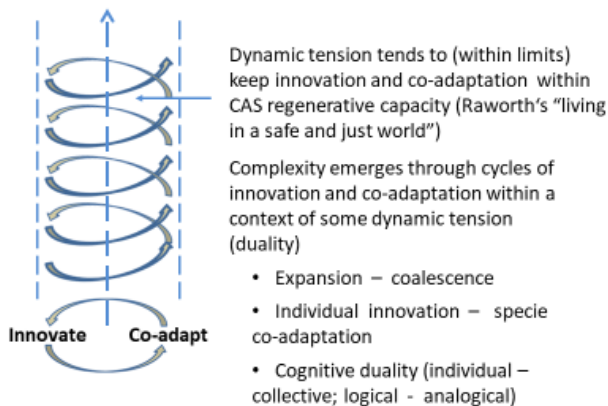 Dynamic tension tends to (within limits)
keep innovation and co-adaptation within
CAS regenerative capacity (Raworth's "living
in a safe and just world")
Complexity emerges through cycles of
innovation and co-adaptation within a
context of some dynamic tension
(duality)
• Expansion – coalescence
• Individual innovation – specie
co-adaptation
• Cognitive duality (individual –
collective; logical - analogical)
Innovate Co-adapt